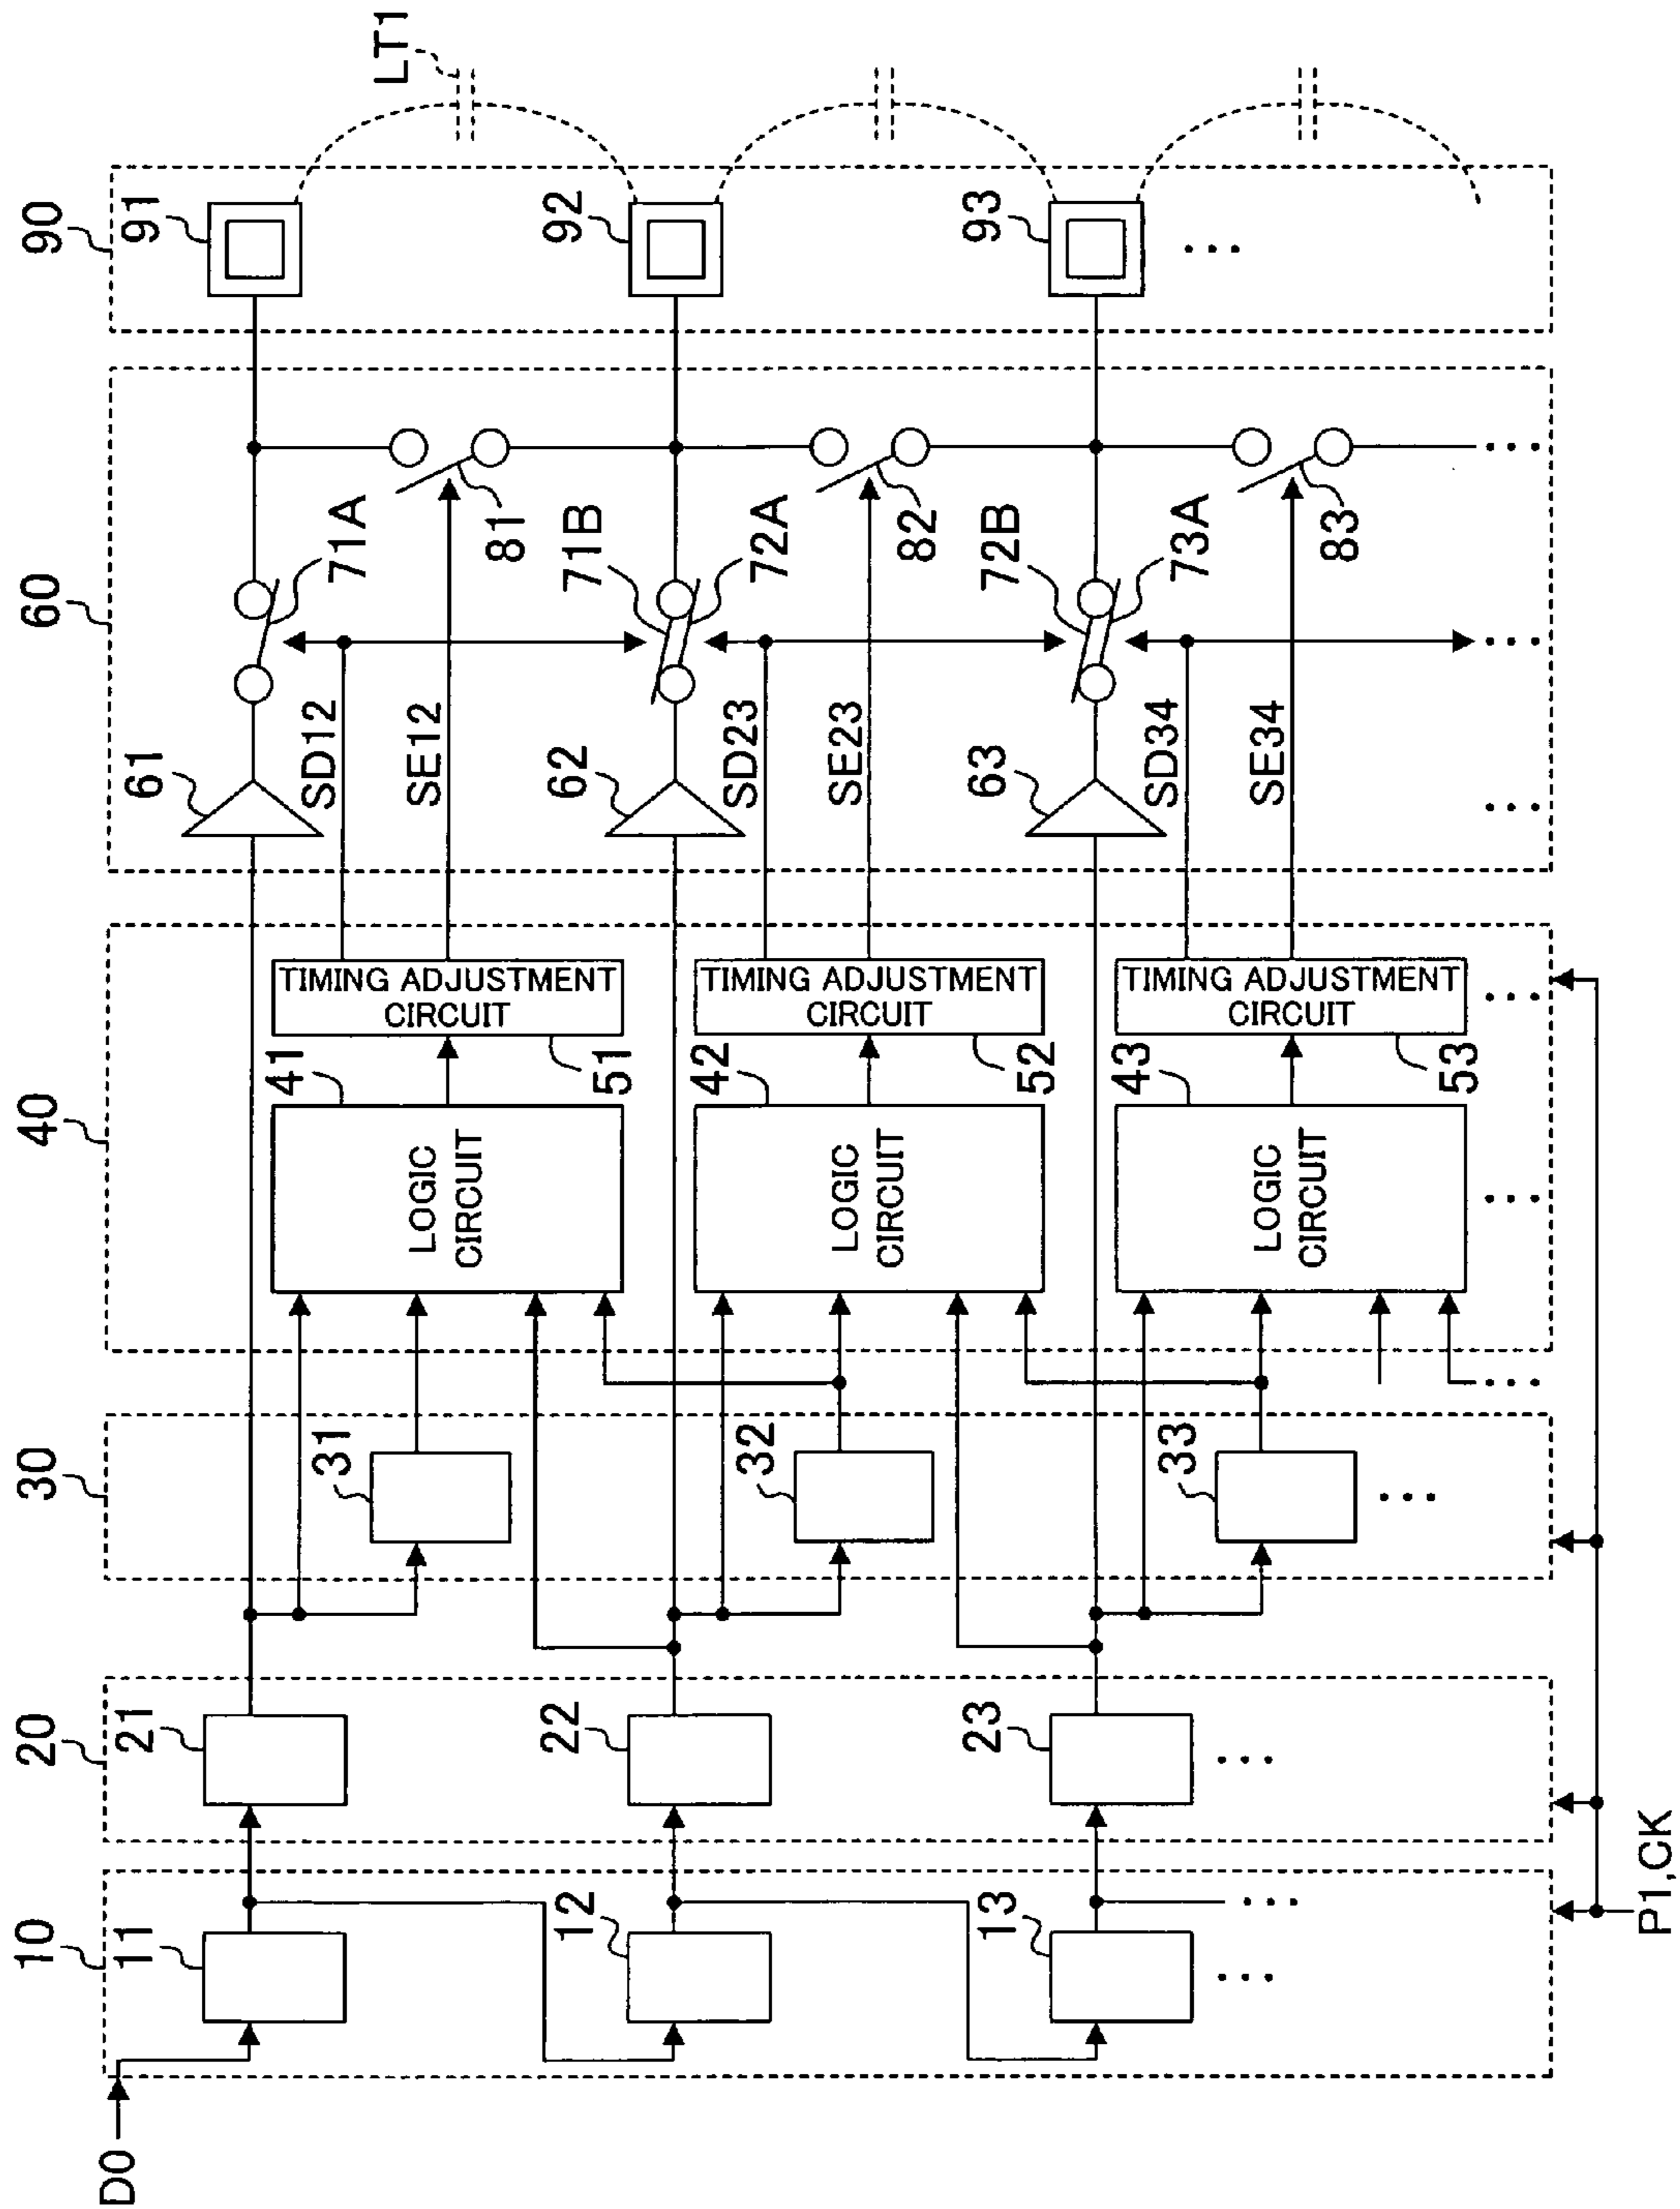 D0
10
11
12
13
20
21
22
23
30
31
32
33
40
41
LOGIC
CIRCUIT
42
LOGIC
CIRCUIT
43
LOGIC
CIRCUIT
TIMING ADJUSTMENT
CIRCUIT
51
TIMING ADJUSTMENT
CIRCUIT
52
TIMING ADJUSTMENT
CIRCUIT
53
60
61
SD12
SE12
62
SD23
SE23
63
SD34
SE34
71A
81
71B
72A
82
72B
73A
83
90
91
92
93
LT1
P1,CK